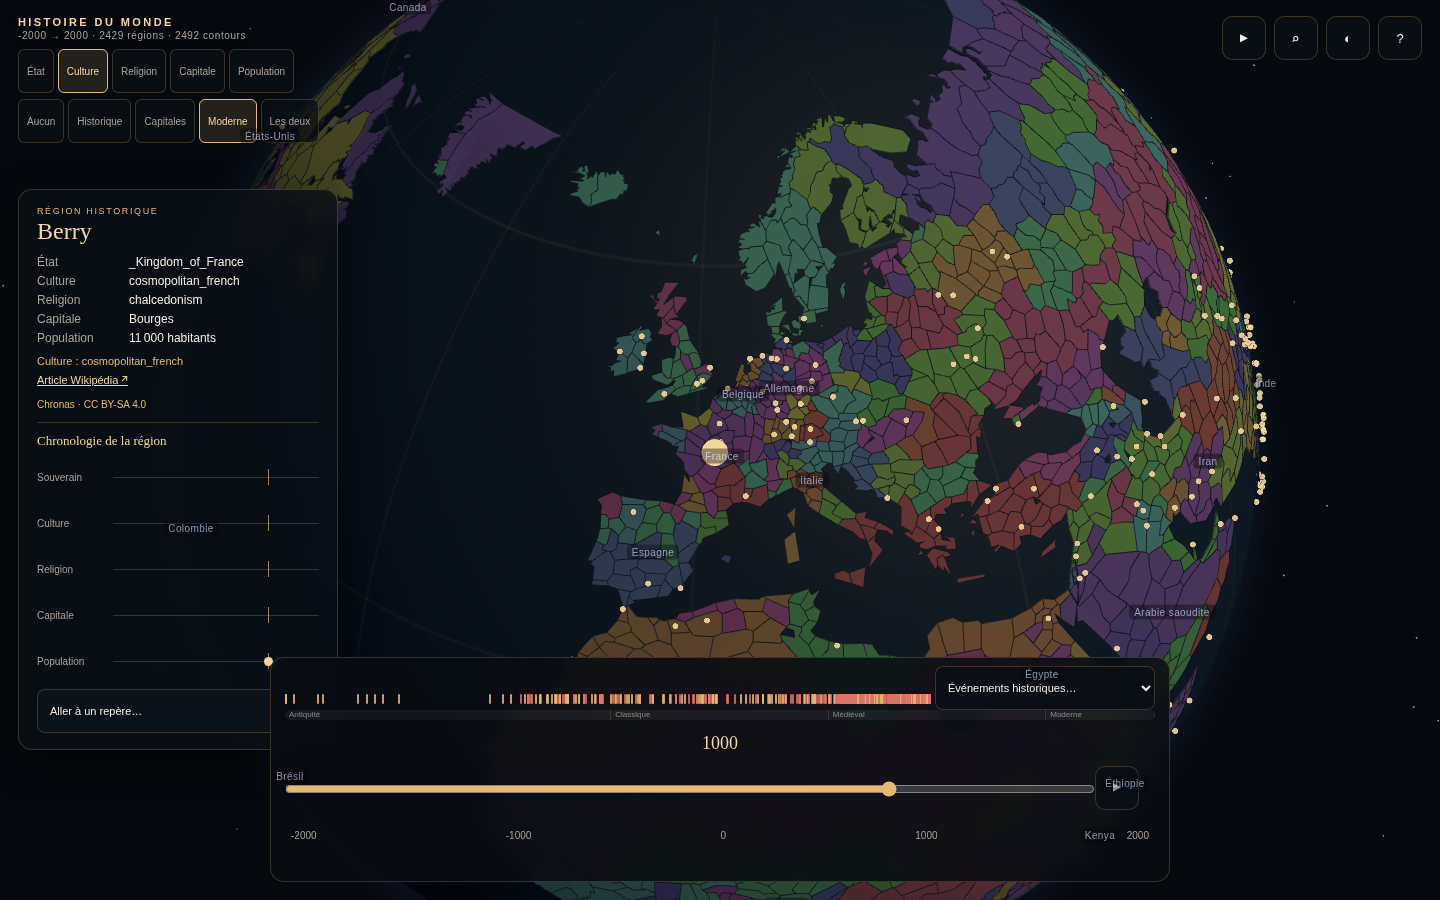 Canada
HISTOIRE DU MONDE
-2000 → 2000 · 2429 régions · 2492 contours
État Culture Religion Capitale Population
Aucun Historique Capitales Moderne Les deux
États-Unis
?
RÉGION HISTORIQUE
Berry
État _Kingdom_of_France
Culture cosmopolitan_french
Religion chalcedonism
Capitale Bourges
Population 11 000 habitants
Culture : cosmopolitan_french
Article Wikipédia ↗
Chronas · CC BY-SA 4.0
Chronologie de la région
Souverain
Culture
Colombie
Religion
Capitale
Population
Aller à un repère…
Allemagne
Belgique
Inde
France
Iran
Italie
Espagne
Arabie saoudite
Égypte
Événements historiques…
Antiquité Classique Médiéval Moderne
1000
Brésil
Éthiopie
-2000 -1000 0 1000 Kenya 2000